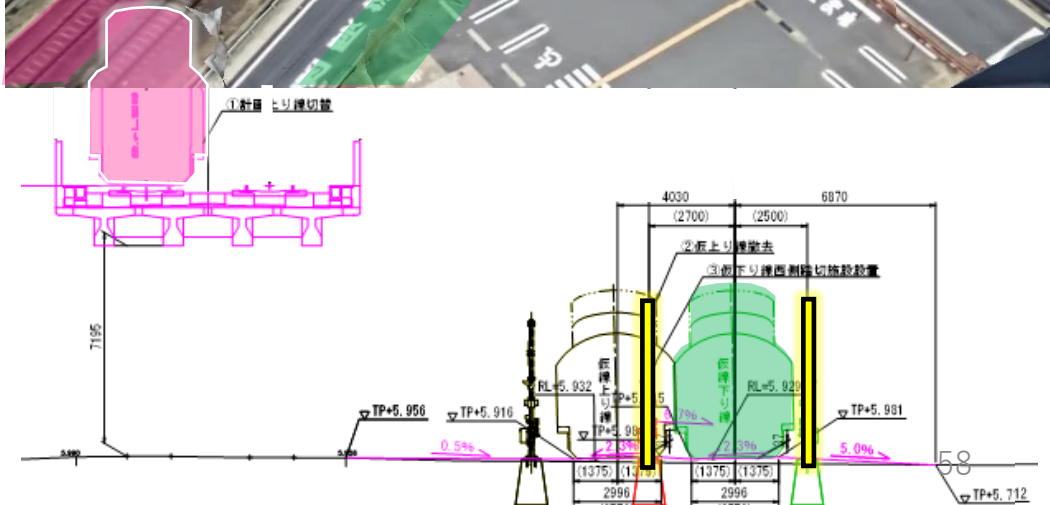 ①計画上り線切替
4030
6870
(2700)
(2500)
②仮上り線撤去
③仮下り線西側踏切施設設置
7195
仮線上り線
仮線下り線
RL=5.932
RL=5.929
TP+5.956
TP+5.916
TP+5.981
0.5%
2.3%
2.3%
5.0%
58
(1375)
(1375)
(1375)
(1375)
2996
2996
TP+5.712